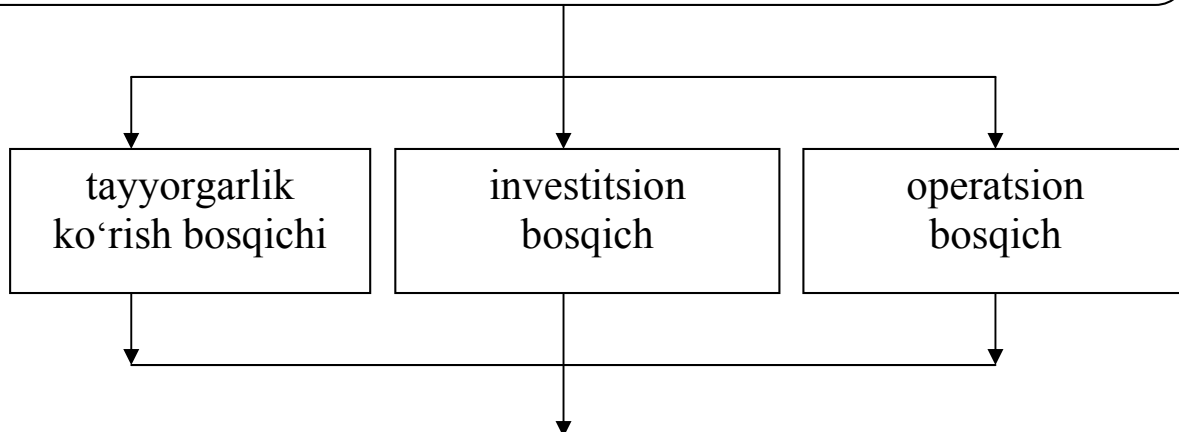 tayyorgarlik
ko‘rish bosqichi
investitsion
bosqich
operatsion
bosqich